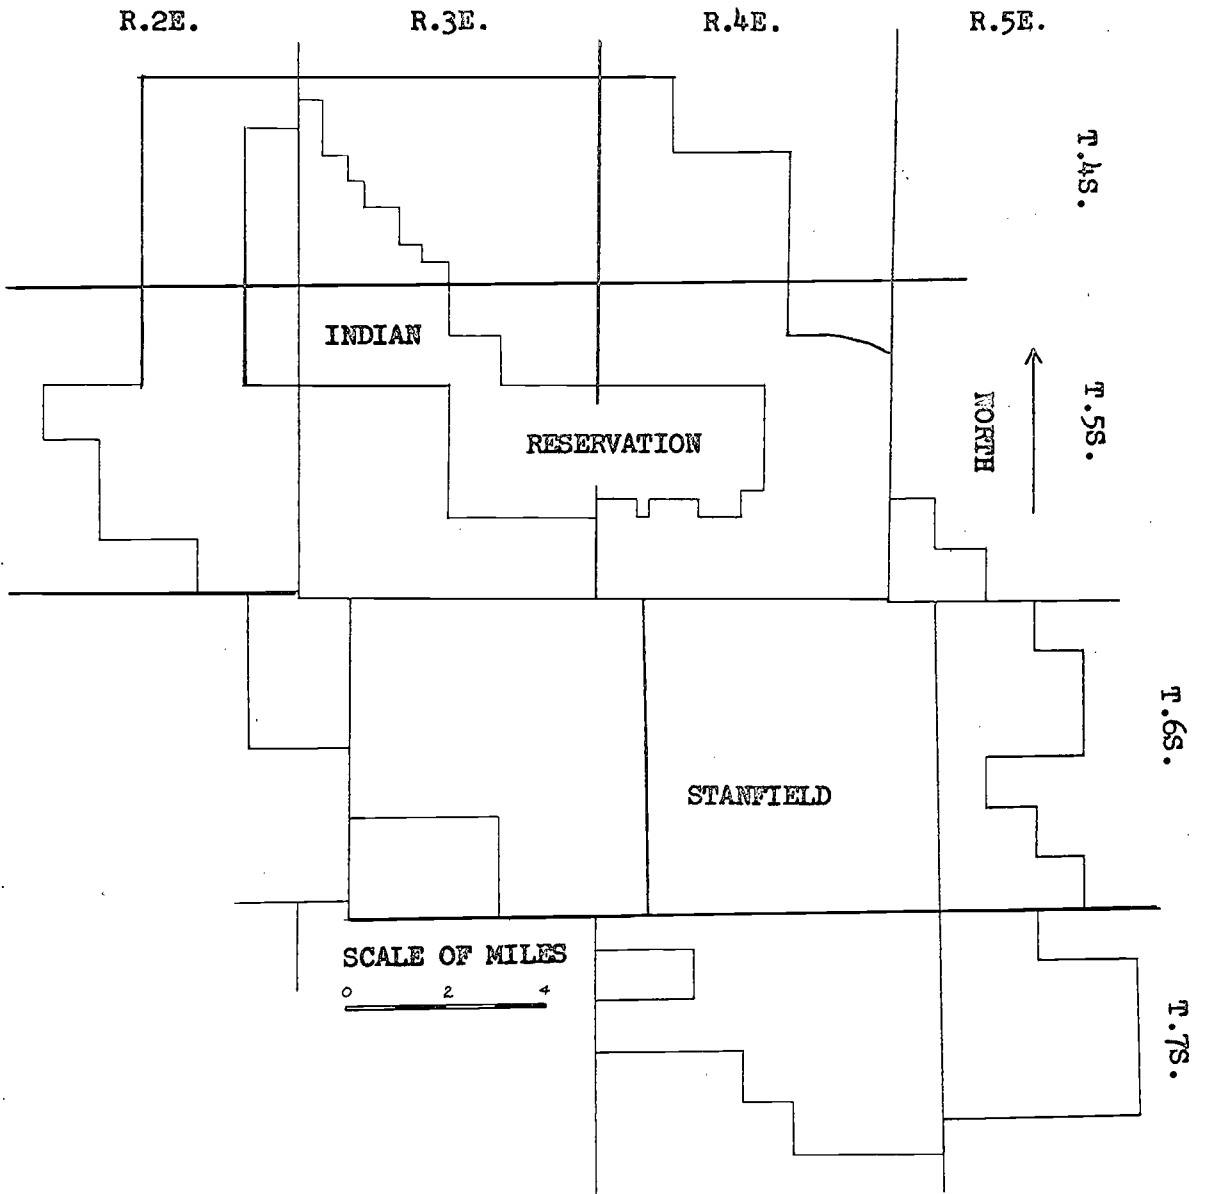 R.2E. R.3E. R.4E. R.5E.
T.4S.
INDIAN
T.5S.
NORTH
RESERVATION
T.6S.
STANFIELD
SCALE OF MILES
0 2 4
T.7S.